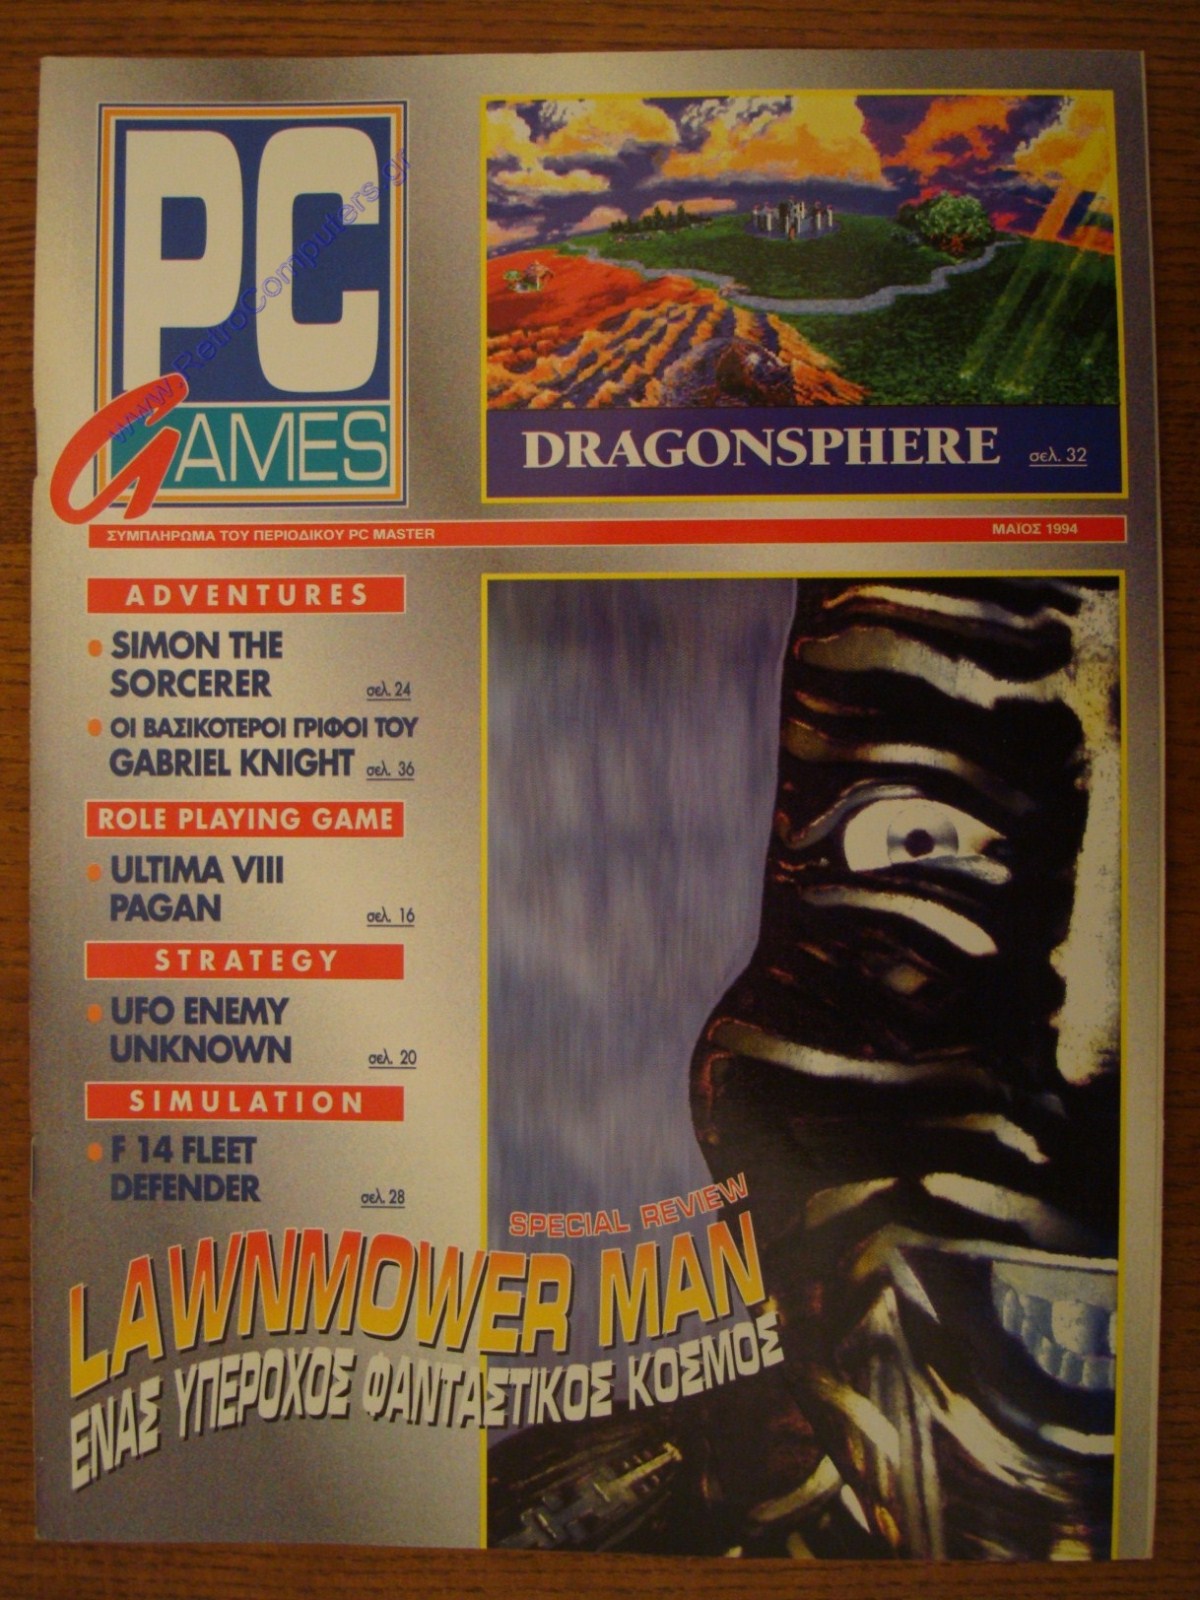 PC
GAMES
www.RetroComputers.gr
DRAGONSPHERE σελ. 32
ΣΥΜΠΛΗΡΩΜΑ ΤΟΥ ΠΕΡΙΟΔΙΚΟΥ PC MASTER ΜΑΪΟΣ 1994
ADVENTURES
• SIMON THE
SORCERER σελ. 24
• ΟΙ ΒΑΣΙΚΟΤΕΡΟΙ ΓΡΙΦΟΙ ΤΟΥ
GABRIEL KNIGHT σελ. 36
ROLE PLAYING GAME
• ULTIMA VIII
PAGAN σελ. 16
STRATEGY
• UFO ENEMY
UNKNOWN σελ. 20
SIMULATION
• F 14 FLEET
DEFENDER σελ. 28
SPECIAL REVIEW
LAWNMOWER MAN
ΕΝΑΣ ΥΠΕΡΟΧΟΣ ΦΑΝΤΑΣΤΙΚΟΣ ΚΟΣΜΟΣ